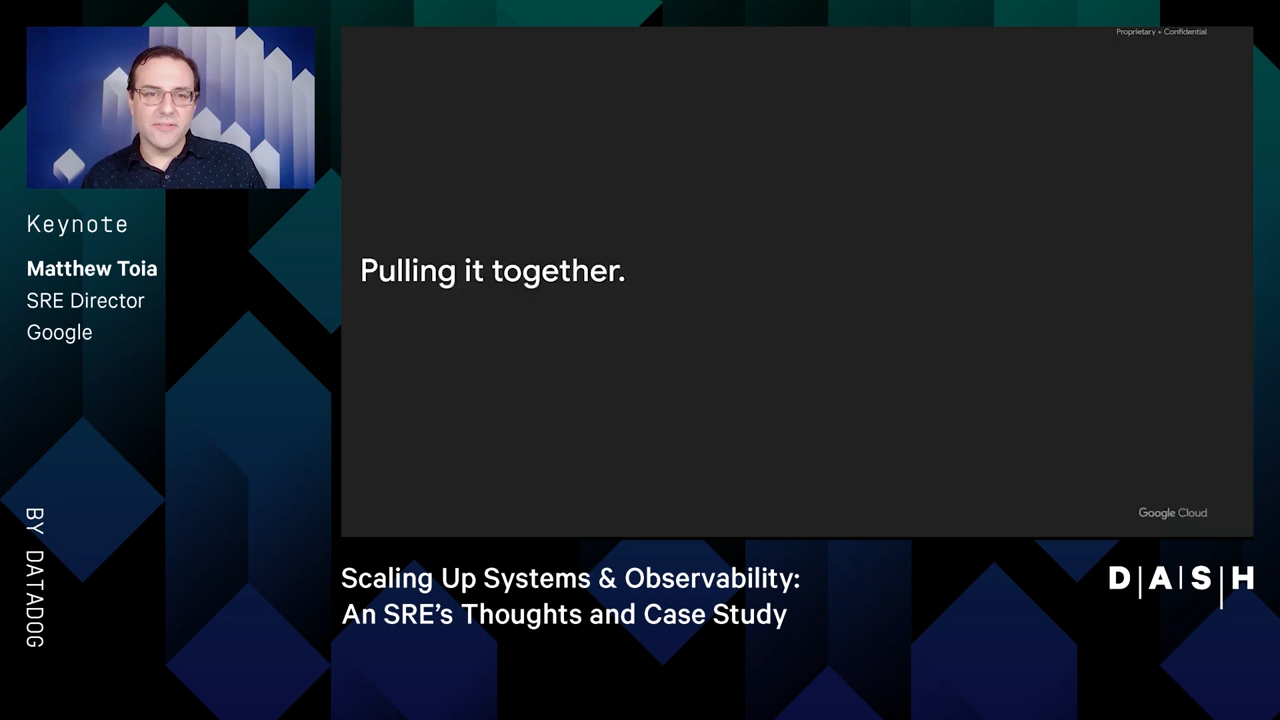 Keynote
Matthew Toia
SRE Director
Google
BY DATADOG
Proprietary + Confidential
Pulling it together.
Google Cloud
Scaling Up Systems & Observability:
An SRE’s Thoughts and Case Study
D|A|S|H